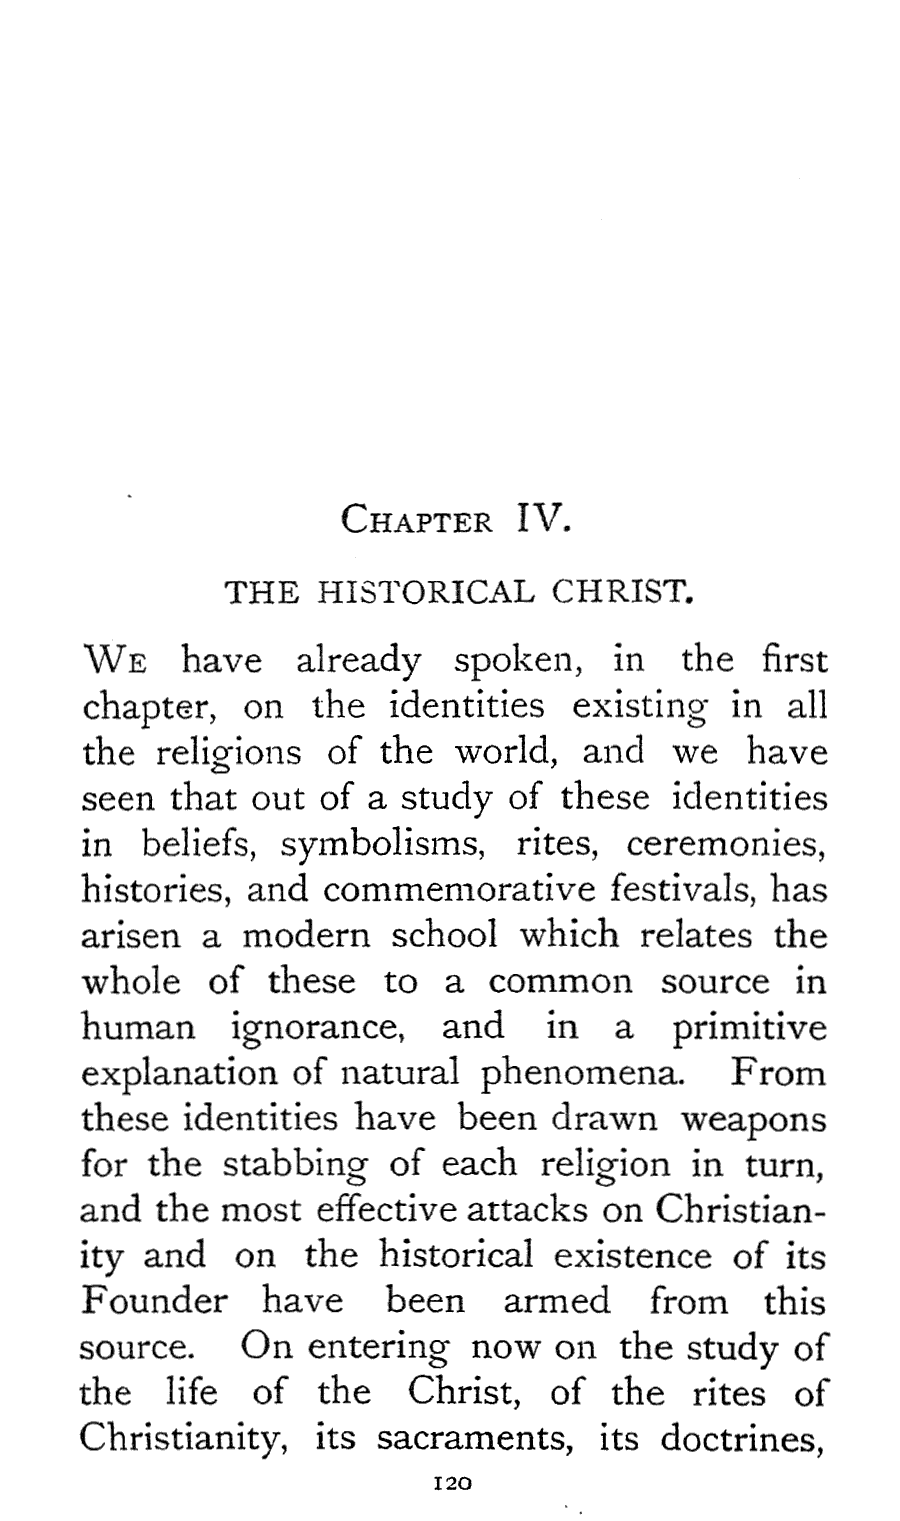 CHAPTER IV.
THE HISTORICAL CHRIST.
WE have already spoken, in the first
chapter, on the identities existing in all
the religions of the world, and we have
seen that out of a study of these identities
in beliefs, symbolisms, rites, ceremonies,
histories, and commemorative festivals, has
arisen a modern school which relates the
whole of these to a common source in
human ignorance, and in a primitive
explanation of natural phenomena. From
these identities have been drawn weapons
for the stabbing of each religion in turn,
and the most effective attacks on Christian-
ity and on the historical existence of its
Founder have been armed from this
source. On entering now on the study of
the life of the Christ, of the rites of
Christianity, its sacraments, its doctrines,
120